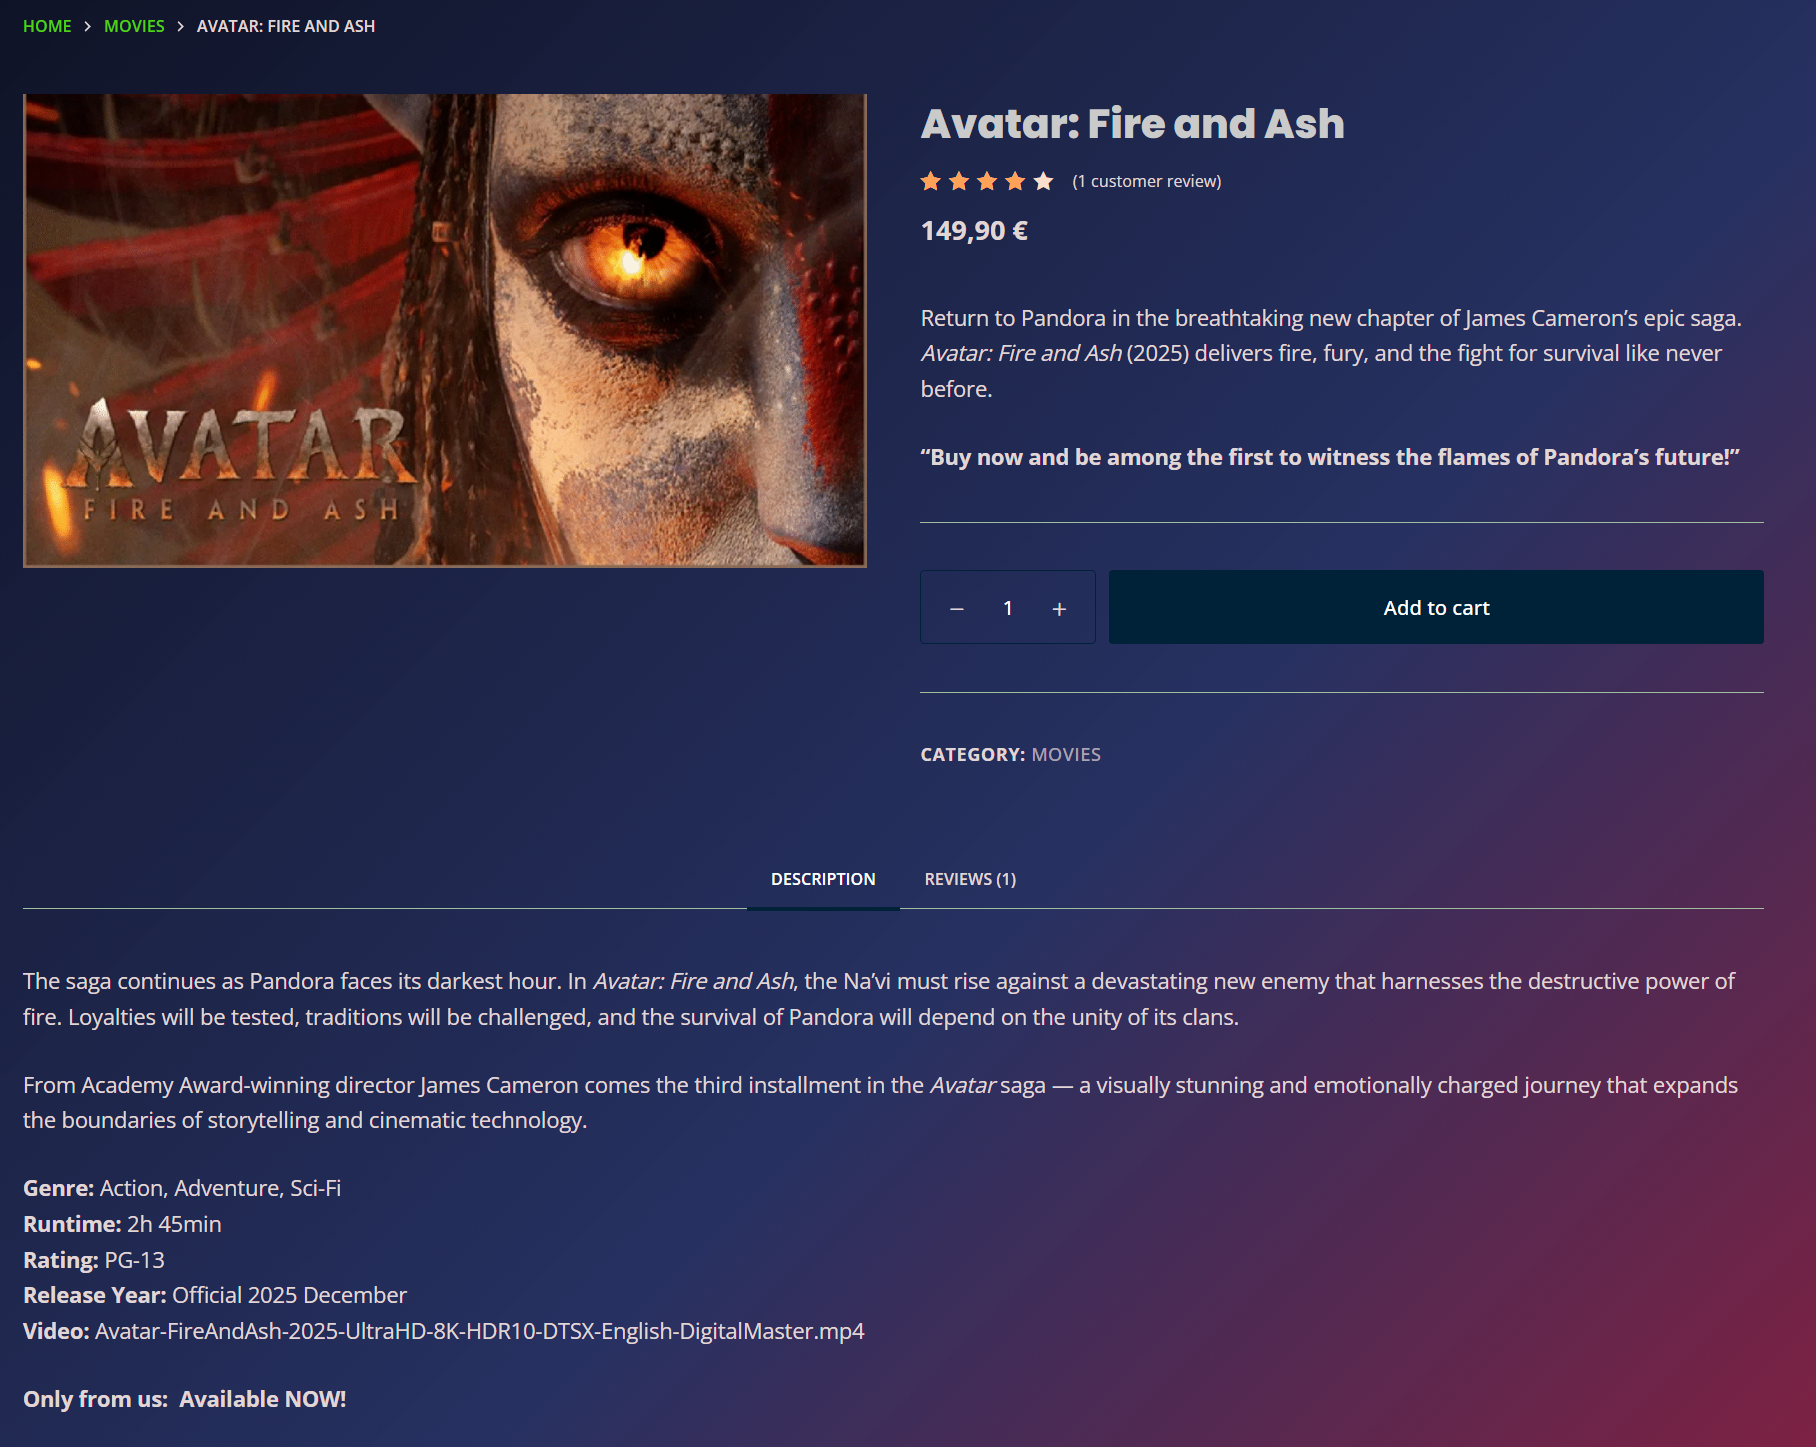 HOME > MOVIES > AVATAR: FIRE AND ASH
AVATAR
FIRE AND ASH
Avatar: Fire and Ash
(1 customer review)
149,90 €
Return to Pandora in the breathtaking new chapter of James Cameron’s epic saga.
Avatar: Fire and Ash (2025) delivers fire, fury, and the fight for survival like never
before.
“Buy now and be among the first to witness the flames of Pandora’s future!”
− 1 +
Add to cart
CATEGORY: MOVIES
DESCRIPTION
REVIEWS (1)
The saga continues as Pandora faces its darkest hour. In Avatar: Fire and Ash, the Na’vi must rise against a devastating new enemy that harnesses the destructive power of
fire. Loyalties will be tested, traditions will be challenged, and the survival of Pandora will depend on the unity of its clans.
From Academy Award-winning director James Cameron comes the third installment in the Avatar saga — a visually stunning and emotionally charged journey that expands
the boundaries of storytelling and cinematic technology.
Genre: Action, Adventure, Sci-Fi
Runtime: 2h 45min
Rating: PG-13
Release Year: Official 2025 December
Video: Avatar-FireAndAsh-2025-UltraHD-8K-HDR10-DTSX-English-DigitalMaster.mp4
Only from us:  Available NOW!